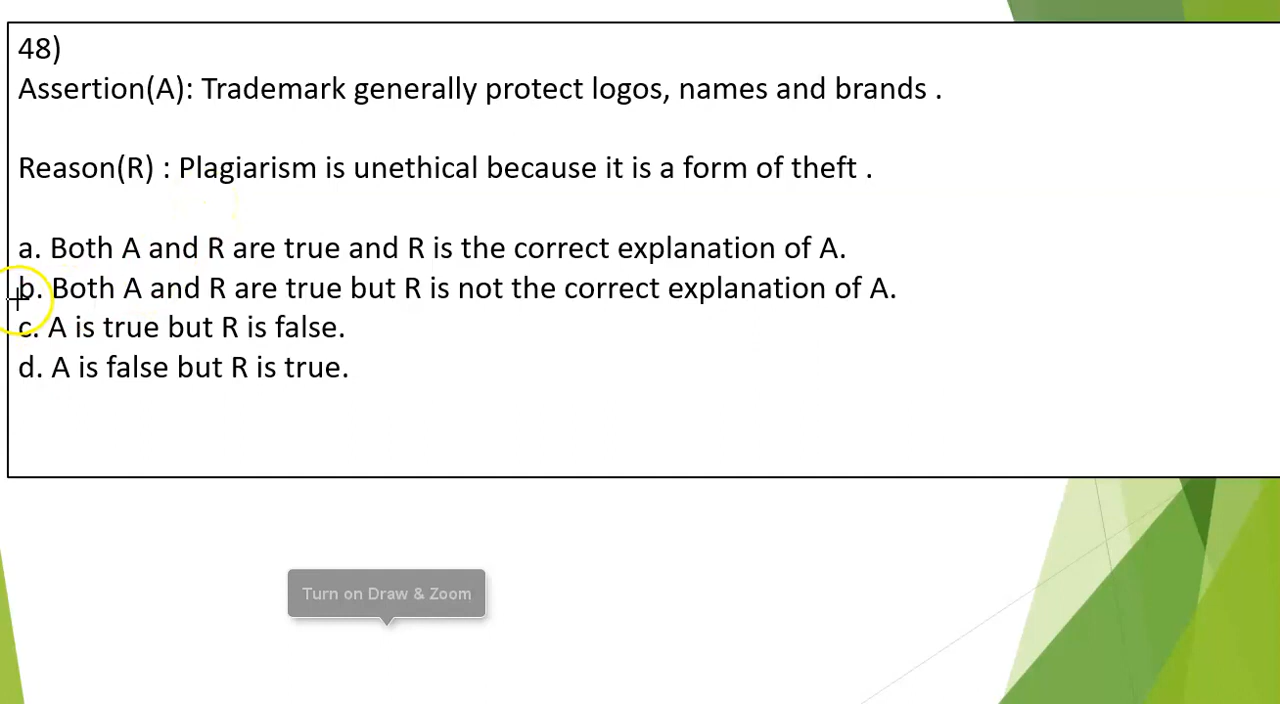 48)
Assertion(A): Trademark generally protect logos, names and brands .
Reason(R) : Plagiarism is unethical because it is a form of theft .
a. Both A and R are true and R is the correct explanation of A.
b. Both A and R are true but R is not the correct explanation of A.
c. A is true but R is false.
d. A is false but R is true.
Turn on Draw & Zoom